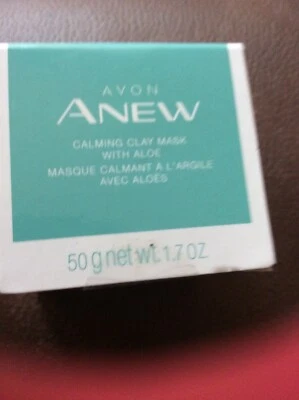 AVON
ANEW
CALMING CLAY MASK
WITH ALOE
MASQUE CALMANT A L'ARGILE
AVEC ALOÈS
50 g net wt. 1.7 OZ.